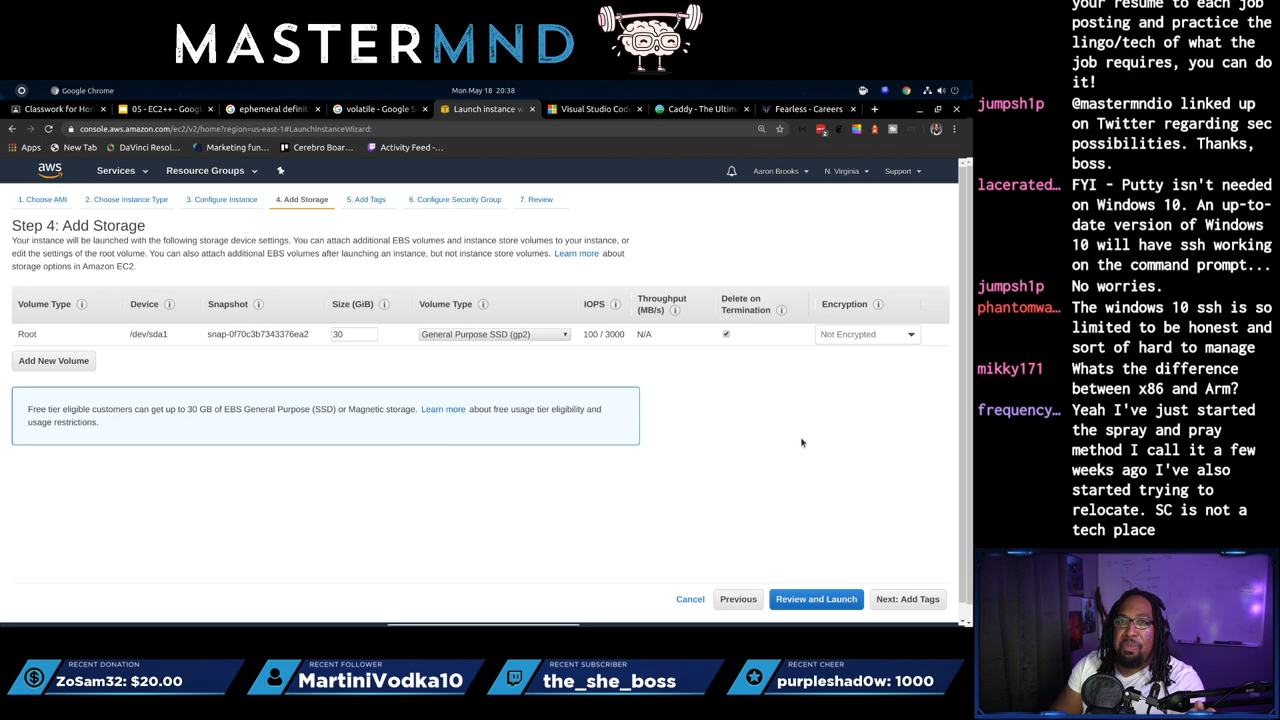 MASTERMND
Google Chrome
Mon May 18 20:38
Classwork for Hori
05 - EC2++ - Googl
ephemeral definit
volatile - Google S
Launch instance w
Visual Studio Cod
Caddy - The Ultim
Fearless - Careers
console.aws.amazon.com/ec2/v2/home?region=us-east-1#LaunchInstanceWizard:
Apps
New Tab
DaVinci Resol...
Marketing fun...
Cerebro Boar...
Activity Feed -...
aws
Services
Resource Groups
Aaron Brooks
N. Virginia
Support
1. Choose AMI
2. Choose Instance Type
3. Configure Instance
4. Add Storage
5. Add Tags
6. Configure Security Group
7. Review
Step 4: Add Storage
Your instance will be launched with the following storage device settings. You can attach additional EBS volumes and instance store volumes to your instance, or
edit the settings of the root volume. You can also attach additional EBS volumes after launching an instance, but not instance store volumes. Learn more about
storage options in Amazon EC2.
Volume Type
Device
Snapshot
Size (GiB)
Volume Type
IOPS
Throughput
(MB/s)
Delete on
Termination
Encryption
Root
/dev/sda1
snap-0f70c3b7343376ea2
30
General Purpose SSD (gp2)
100 / 3000
N/A
Not Encrypted
Add New Volume
Free tier eligible customers can get up to 30 GB of EBS General Purpose (SSD) or Magnetic storage. Learn more about free usage tier eligibility and
usage restrictions.
Cancel
Previous
Review and Launch
Next: Add Tags
your resume to each job
posting and practice the
lingo/tech of what the
job requires, you can do
it!
jumpsh1p @mastermndio linked up
on Twitter regarding sec
possibilities. Thanks,
boss.
lacerated… FYI - Putty isn't needed
on Windows 10. An up-to-
date version of Windows
10 will have ssh working
on the command prompt...
jumpsh1p No worries.
phantomwa… The windows 10 ssh is so
limited to be honest and
sort of hard to manage
mikky171 Whats the difference
between x86 and Arm?
frequency… Yeah I've just started
the spray and pray
method I call it a few
weeks ago I've also
started trying to
relocate. SC is not a
tech place
RECENT DONATION
ZoSam32: $20.00
RECENT FOLLOWER
MartiniVodka10
RECENT SUBSCRIBER
the_she_boss
RECENT CHEER
purpleshad0w: 1000